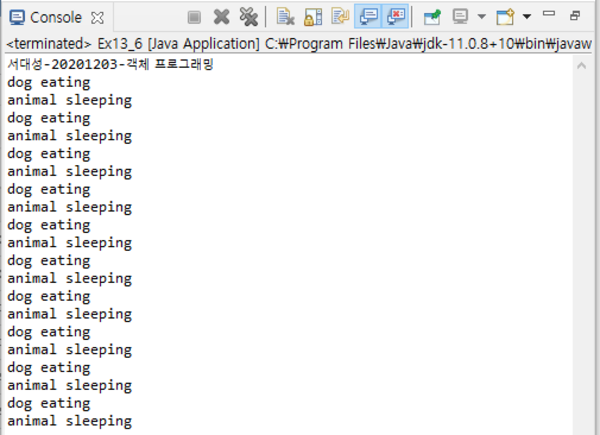 Console
<terminated> Ex13_6 [Java Application] C:₩Program Files₩Java₩jdk-11.0.8+10₩bin₩javaw
서대성-20201203-객체 프로그래밍
dog eating
animal sleeping
dog eating
animal sleeping
dog eating
animal sleeping
dog eating
animal sleeping
dog eating
animal sleeping
dog eating
animal sleeping
dog eating
animal sleeping
dog eating
animal sleeping
dog eating
animal sleeping
dog eating
animal sleeping